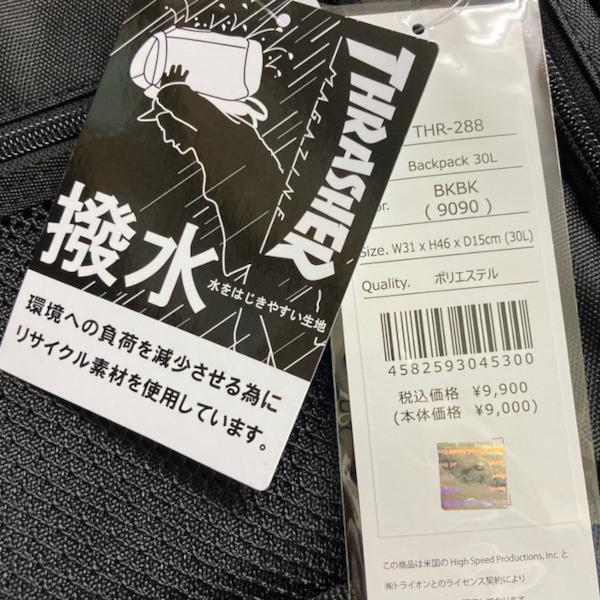 THRASHER
MAGAZINE
撥水
水をはじきやすい生地
環境への負荷を減少させる為に
リサイクル素材を使用しています。
THR-288
Backpack 30L
or. BKBK
( 9090 )
Size. W31 x H46 x D15cm (30L)
Quality. ポリエステル
4582593045300
税込価格 ¥9,900
(本体価格 ¥9,000)
この商品は米国の High Speed Productions, Inc. と
㈱トライオンとのライセンス契約により